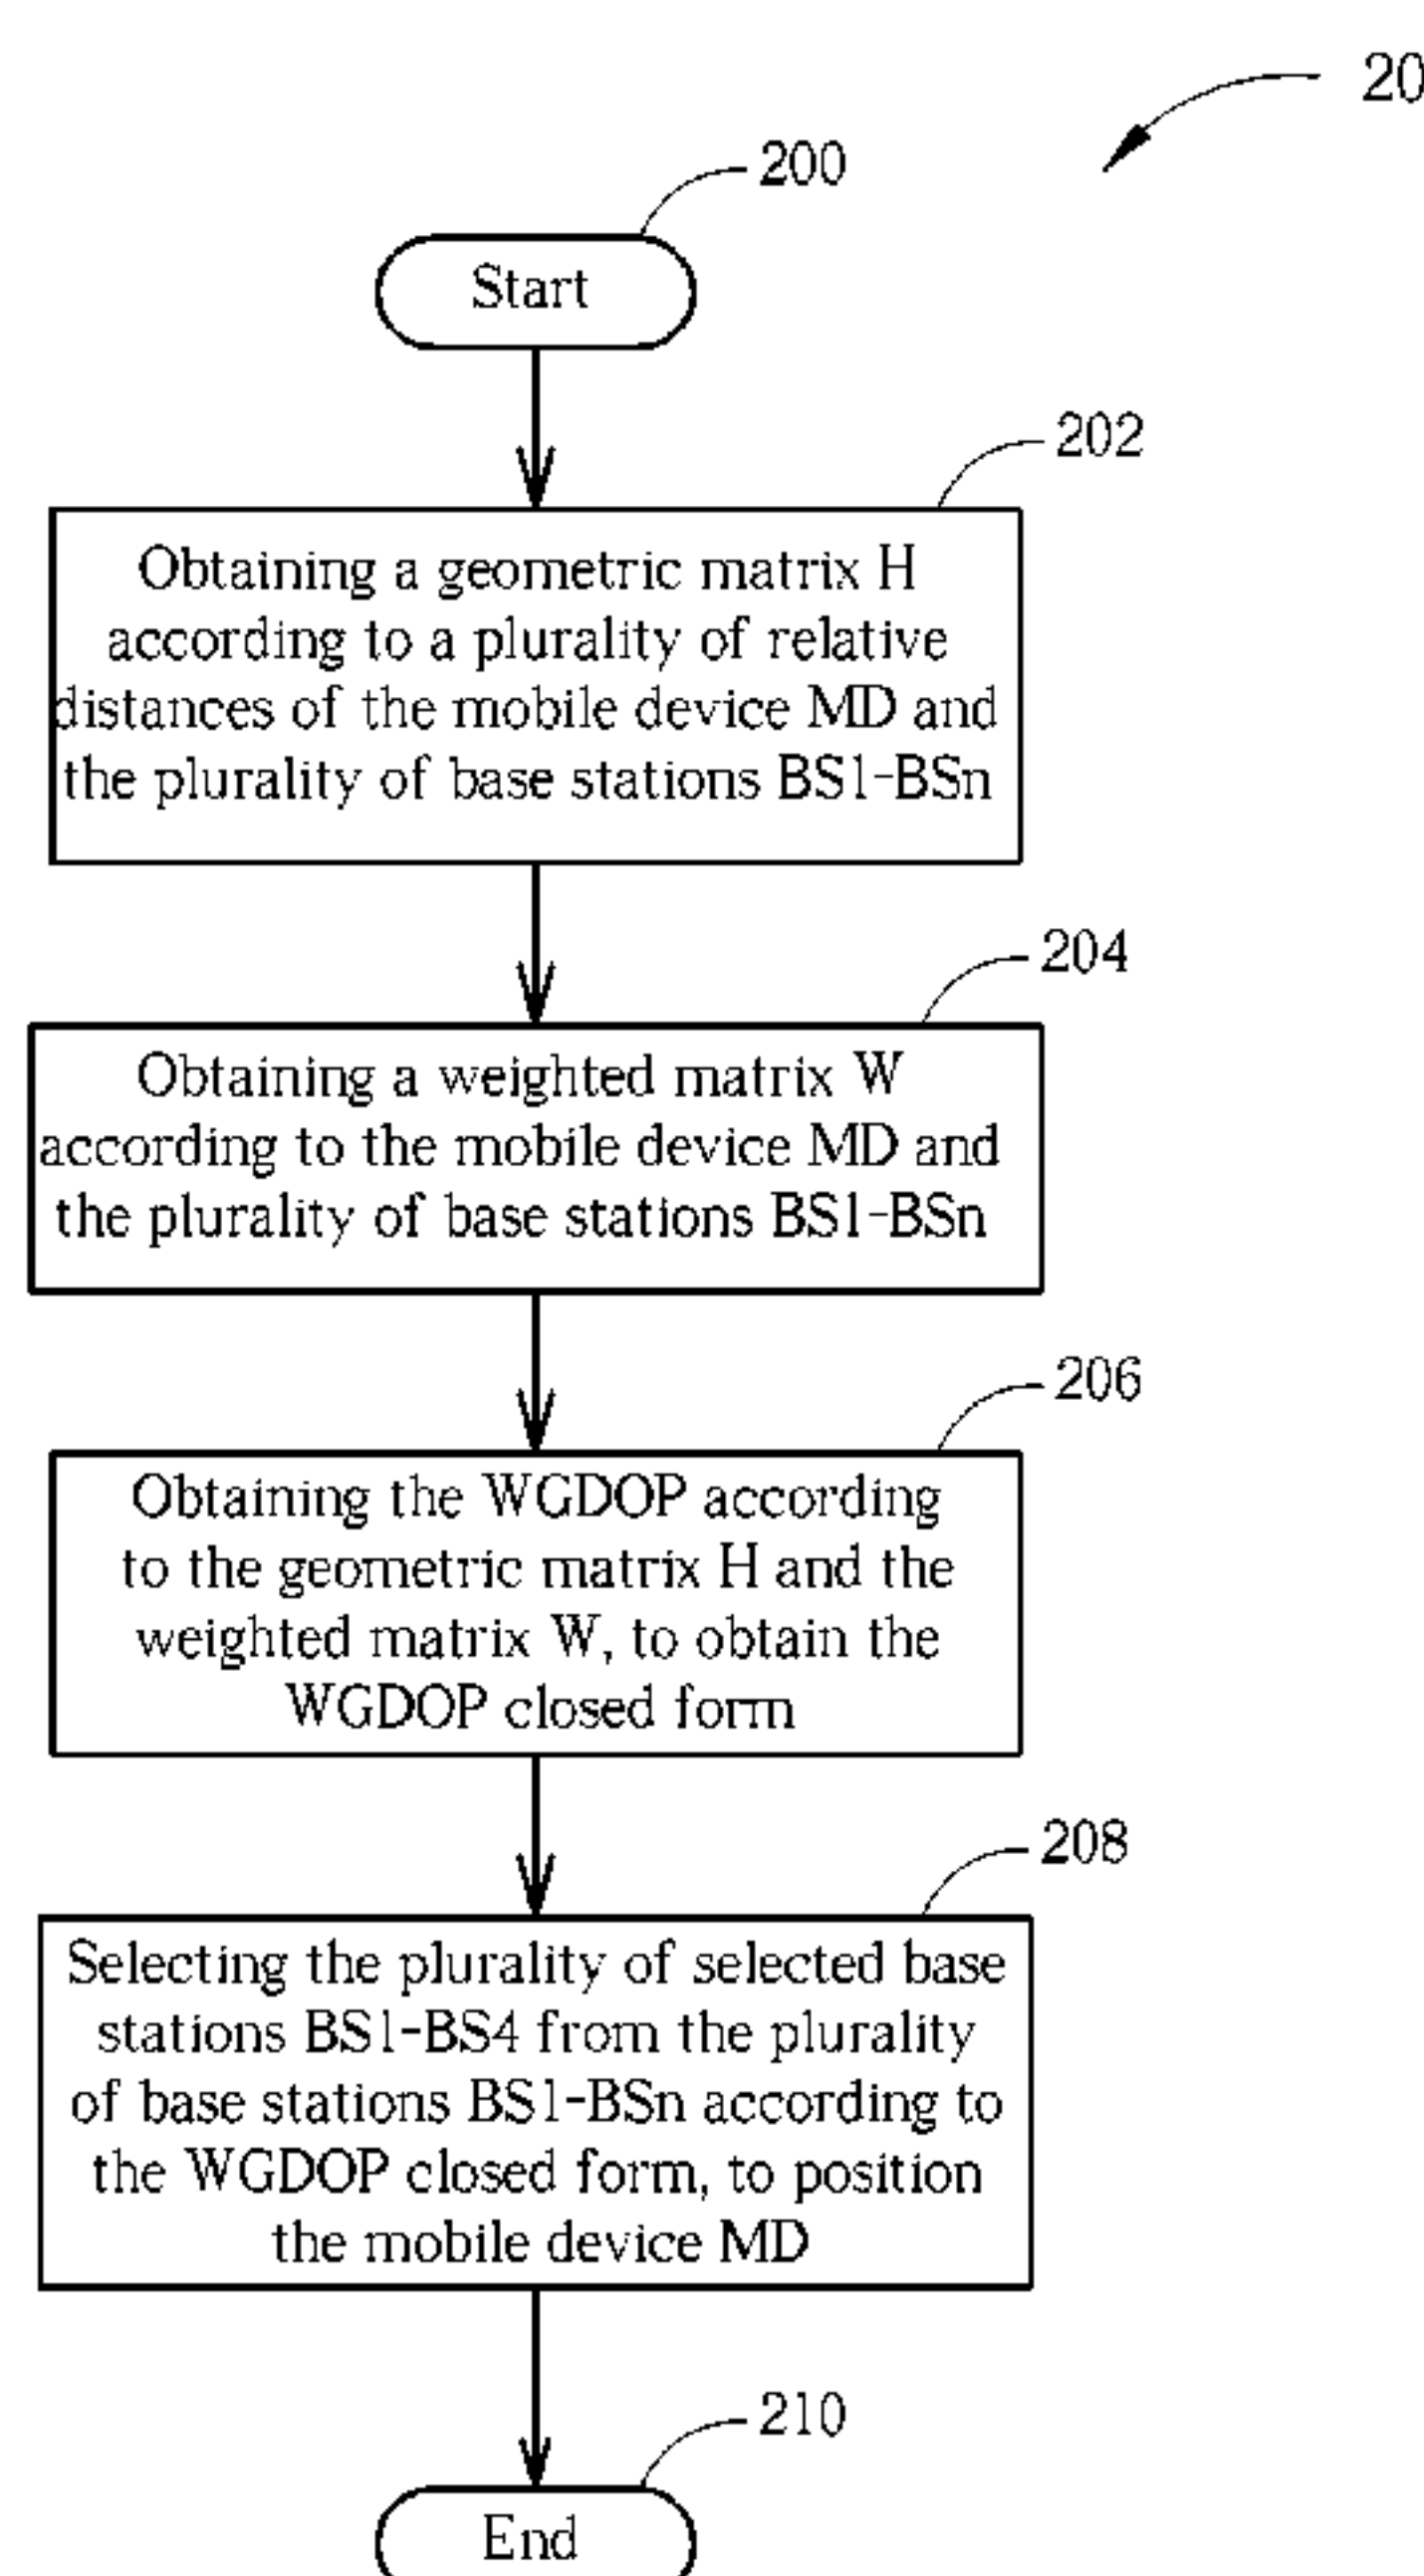 20
200
Start
202
Obtaining a geometric matrix H
according to a plurality of relative
distances of the mobile device MD and
the plurality of base stations BS1-BSn
204
Obtaining a weighted matrix W
according to the mobile device MD and
the plurality of base stations BS1-BSn
206
Obtaining the WGDOP according
to the geometric matrix H and the
weighted matrix W, to obtain the
WGDOP closed form
208
Selecting the plurality of selected base
stations BS1-BS4 from the plurality
of base stations BS1-BSn according to
the WGDOP closed form, to position
the mobile device MD
210
End